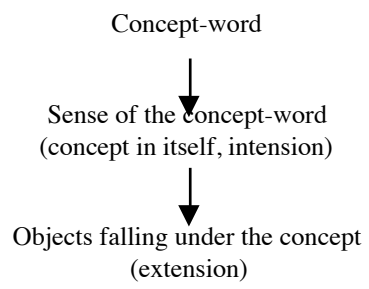 Concept-word
Sense of the concept-word
(concept in itself, intension)
Objects falling under the concept
(extension)